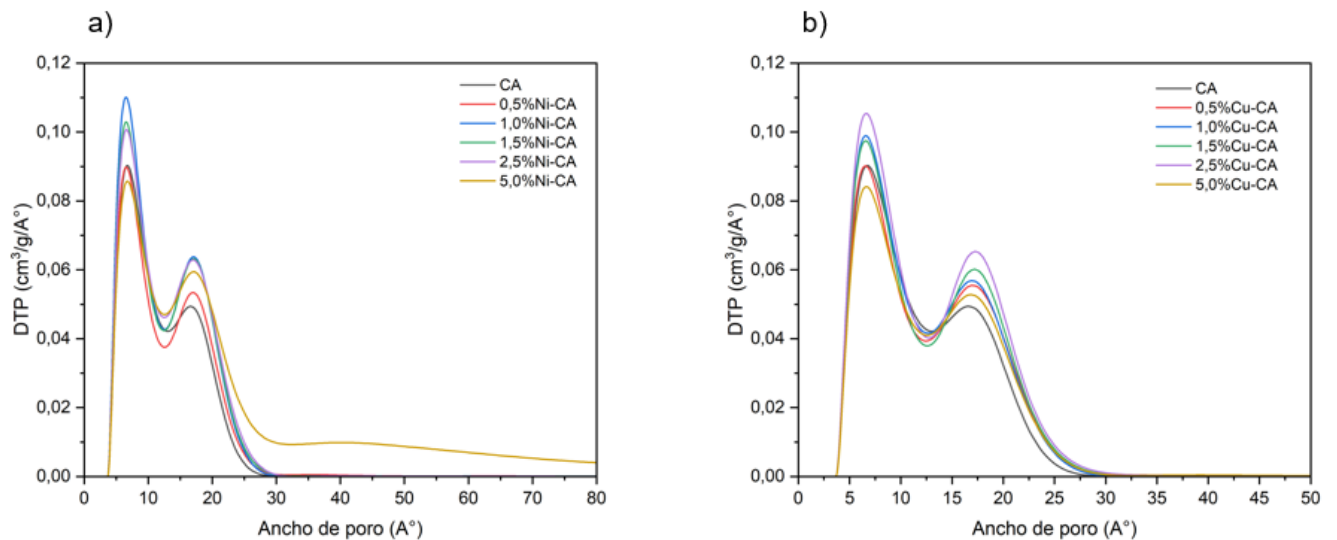 a)
0,12
0,10
0,08
0,06
0,04
0,02
0,00
DTP (cm³/g/A°)
0
10
20
30
40
50
60
70
80
Ancho de poro (A°)
CA
0,5%Ni-CA
1,0%Ni-CA
1,5%Ni-CA
2,5%Ni-CA
5,0%Ni-CA
b)
0,12
0,10
0,08
0,06
0,04
0,02
0,00
DTP (cm³/g/A°)
0
5
10
15
20
25
30
35
40
45
50
Ancho de poro (A°)
CA
0,5%Cu-CA
1,0%Cu-CA
1,5%Cu-CA
2,5%Cu-CA
5,0%Cu-CA